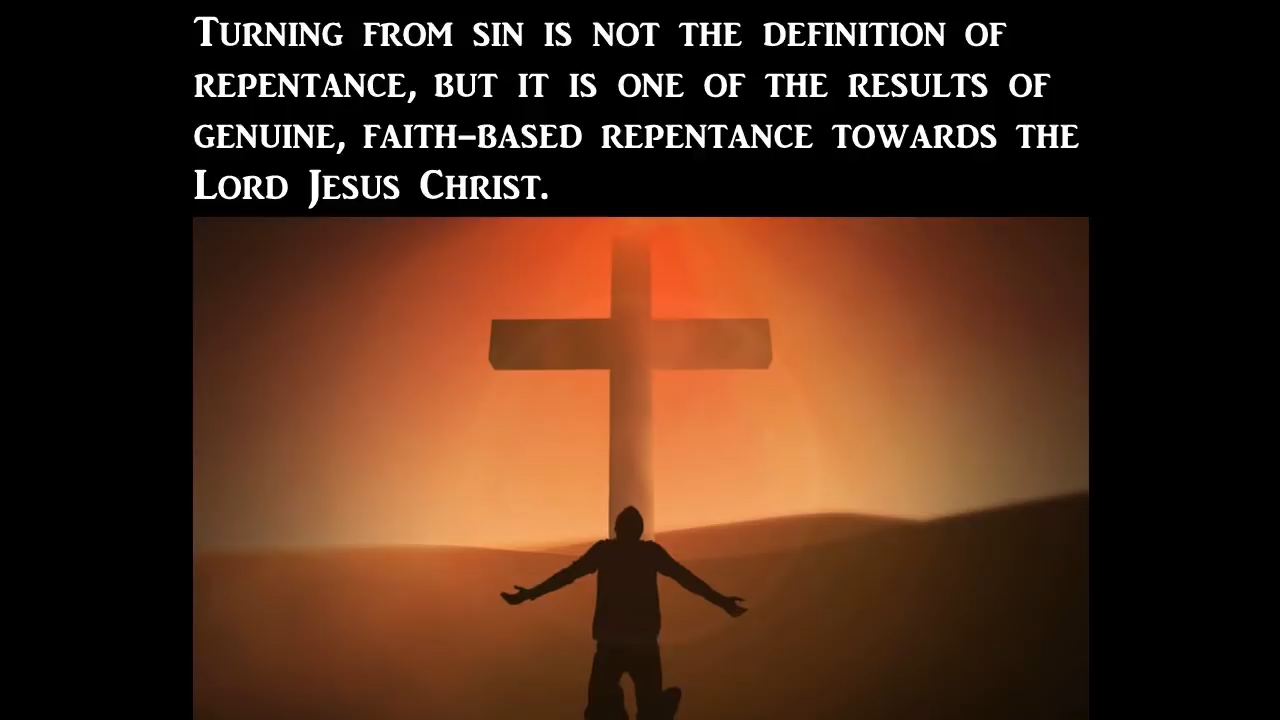 Turning from sin is not the definition of
repentance, but it is one of the results of
genuine, faith-based repentance towards the
Lord Jesus Christ.